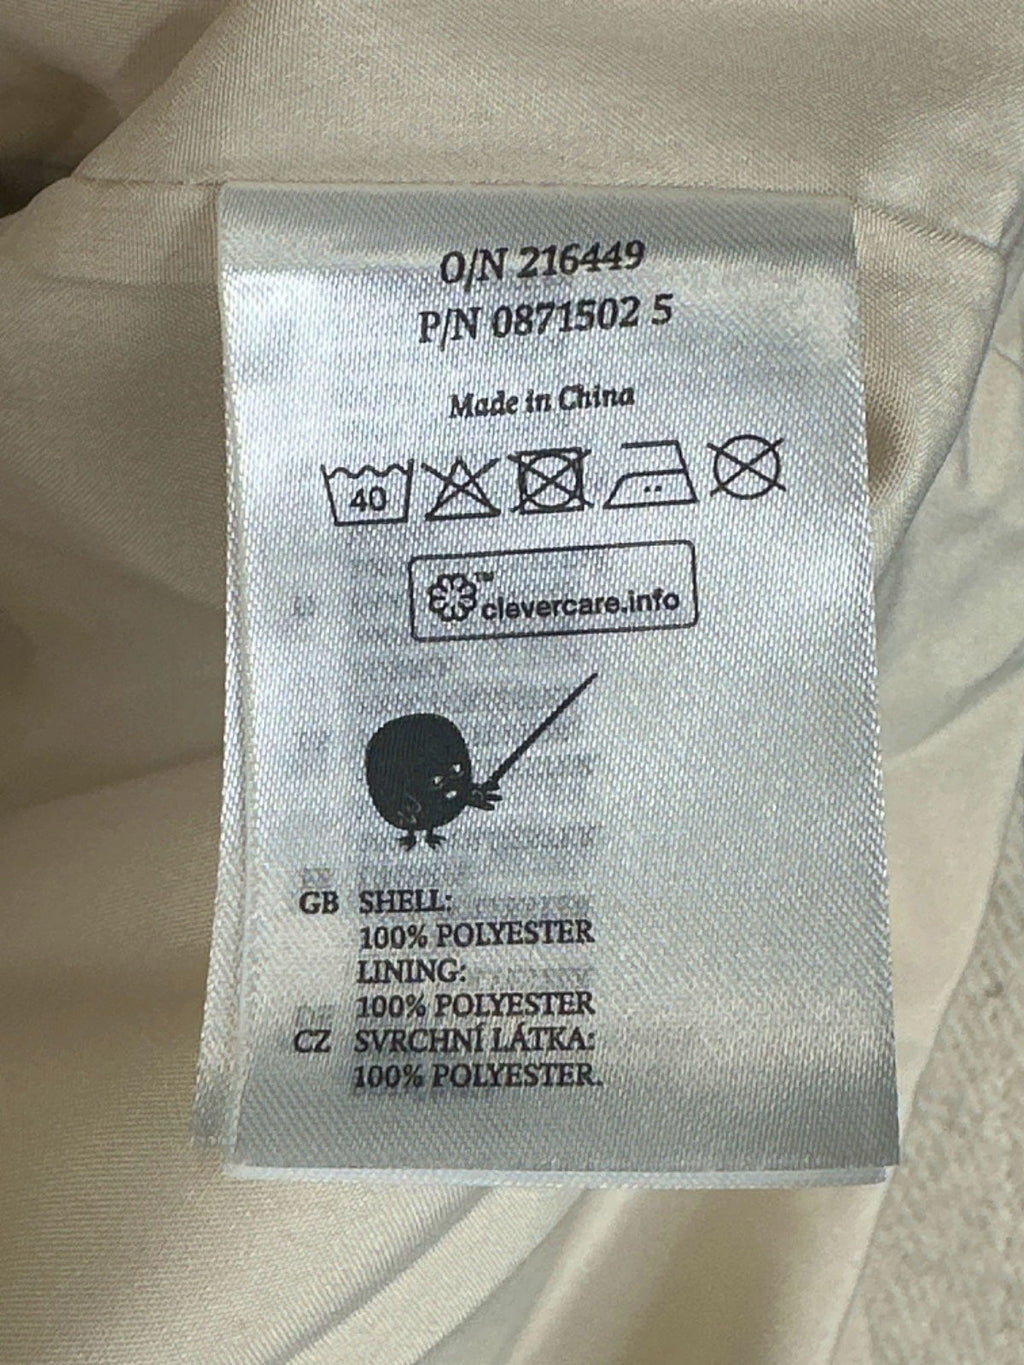 O/N 216449
P/N 0871502 5
Made in China
40
™
clevercare.info
GB SHELL:
100% POLYESTER
LINING:
100% POLYESTER
CZ SVRCHNÍ LÁTKA:
100% POLYESTER.